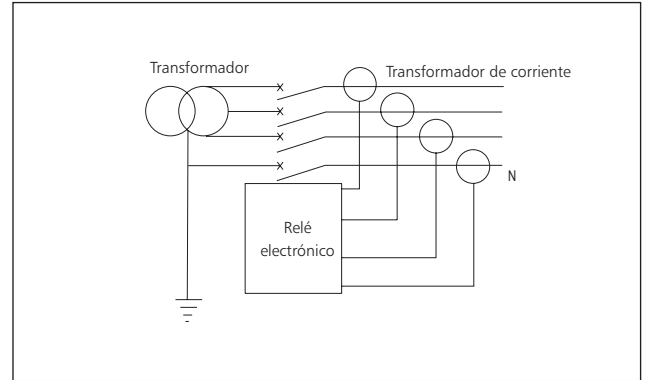 Transformador
Transformador de corriente
N
Relé
electrónico